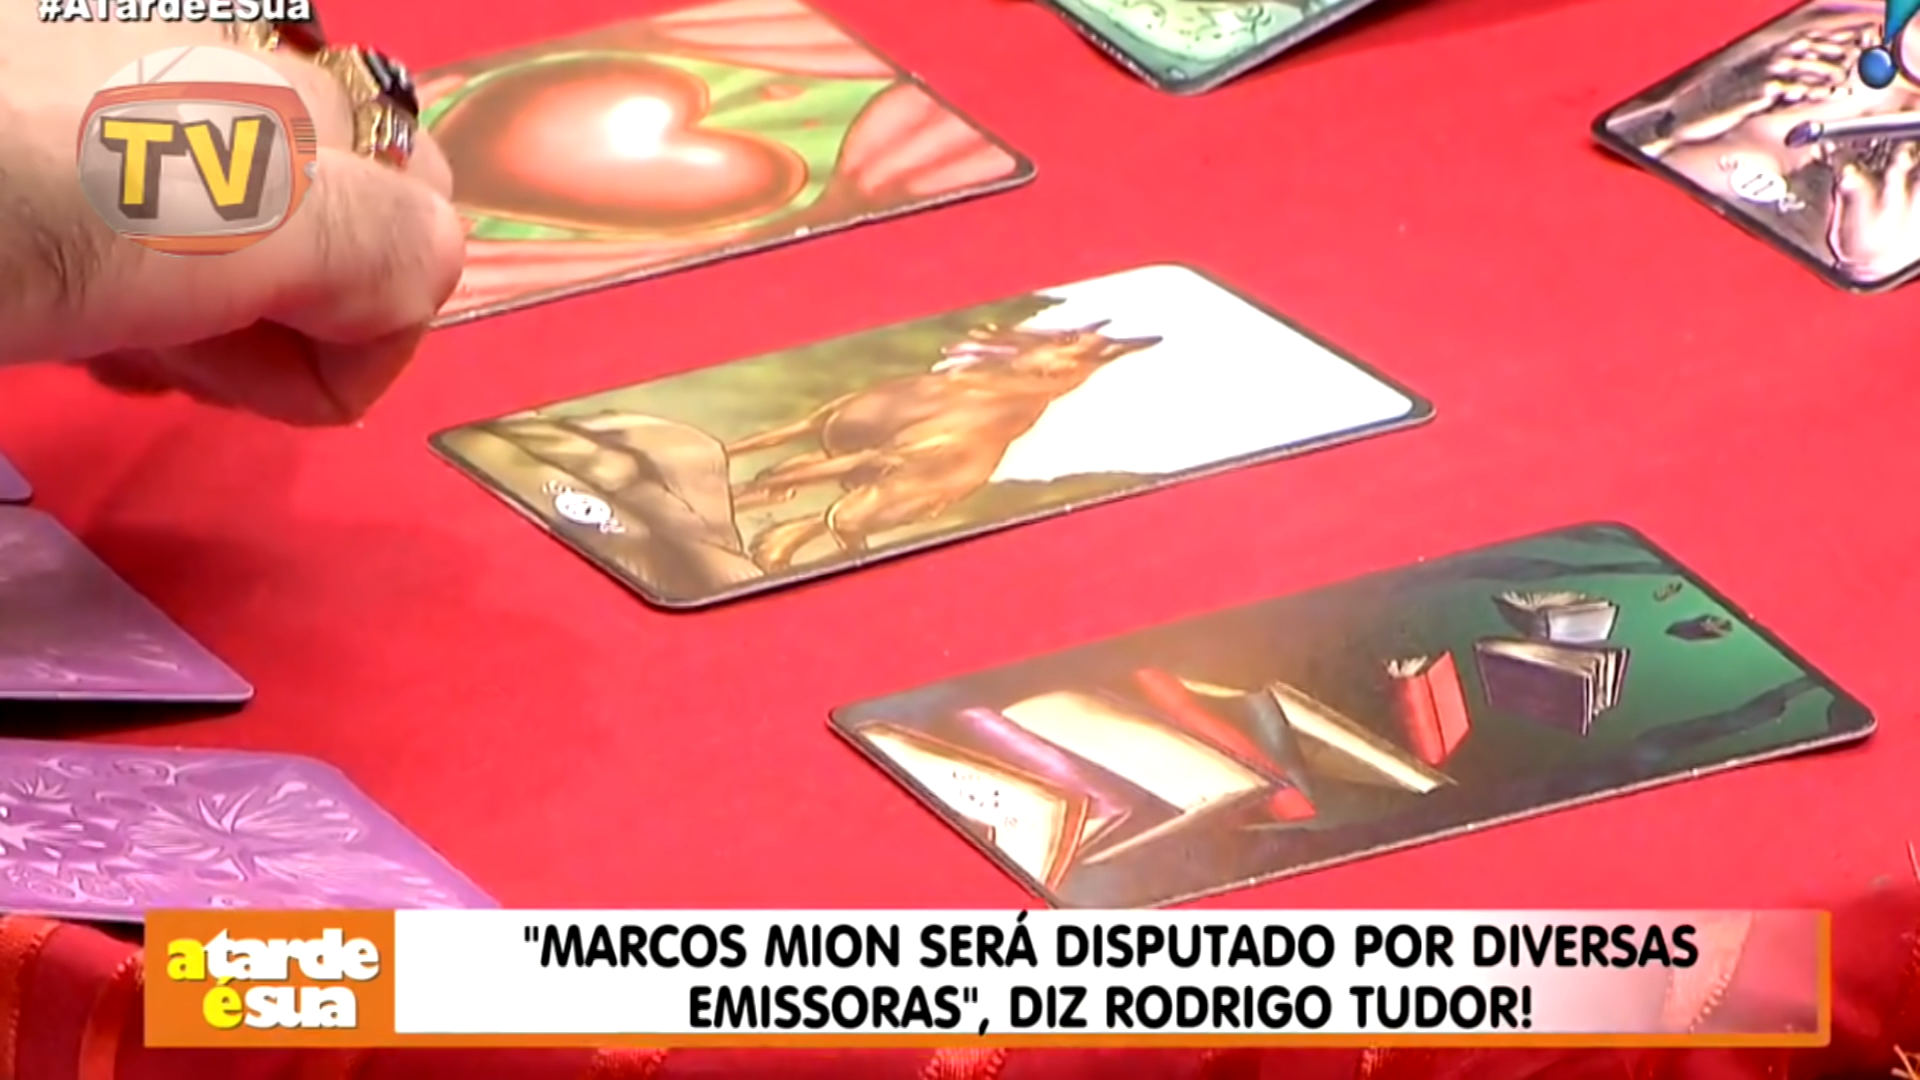 #ATardeÉSua
TV
a tarde
é sua
"MARCOS MION SERÁ DISPUTADO POR DIVERSAS
EMISSORAS", DIZ RODRIGO TUDOR!